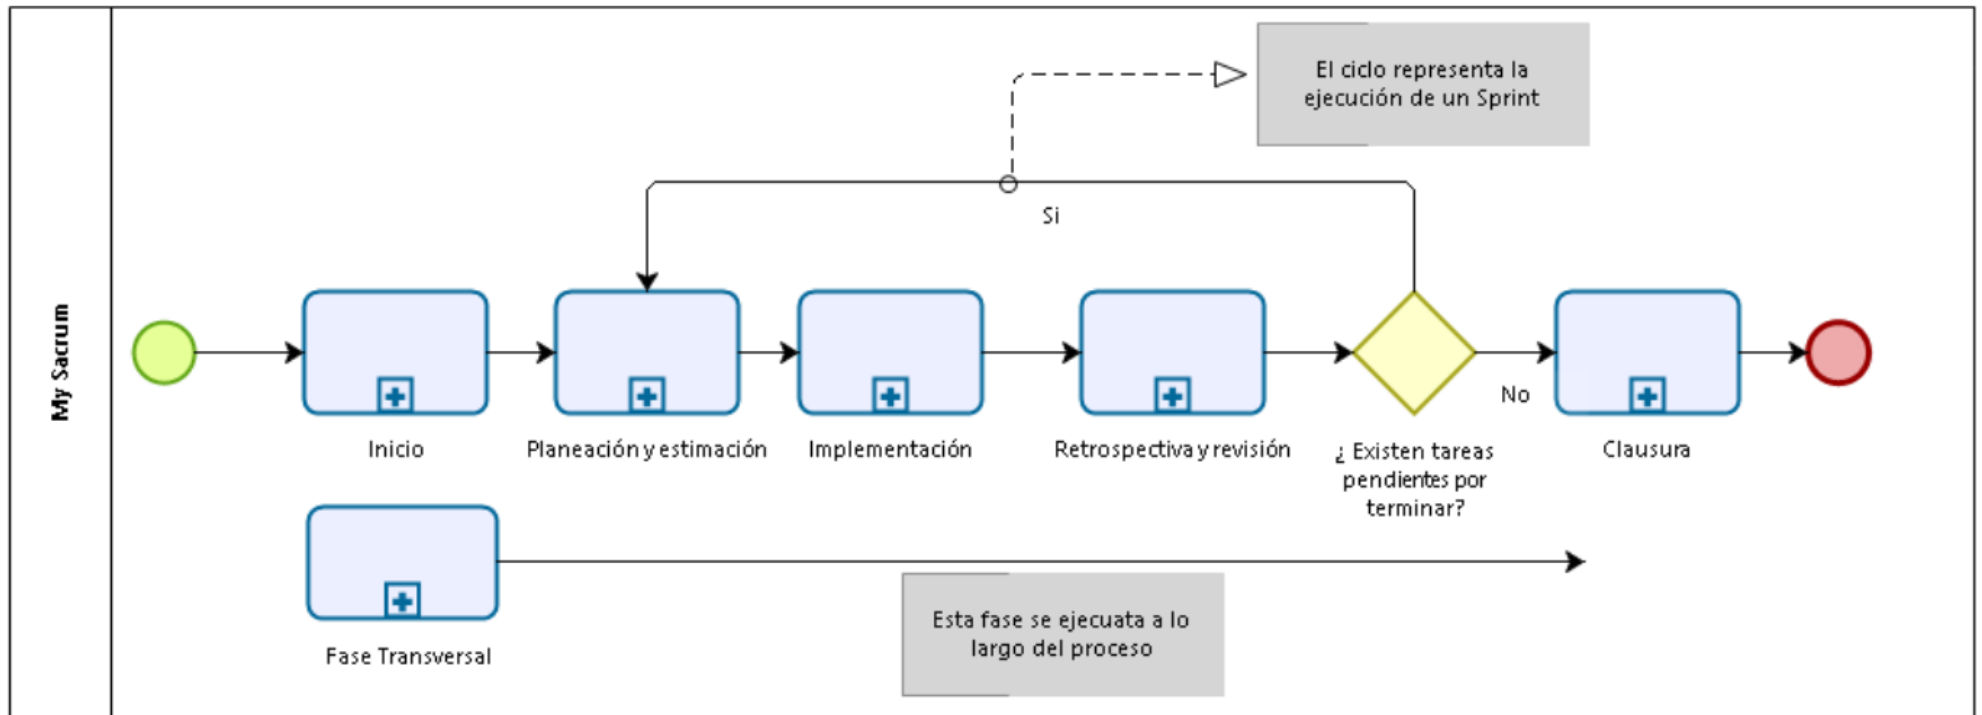 My Sacrum
El ciclo representa la
ejecución de un Sprint
Si
No
Inicio
Planeación y estimación
Implementación
Retrospectiva y revisión
¿ Existen tareas
pendientes por
terminar?
Clausura
Fase Transversal
Esta fase se ejecuata a lo
largo del proceso